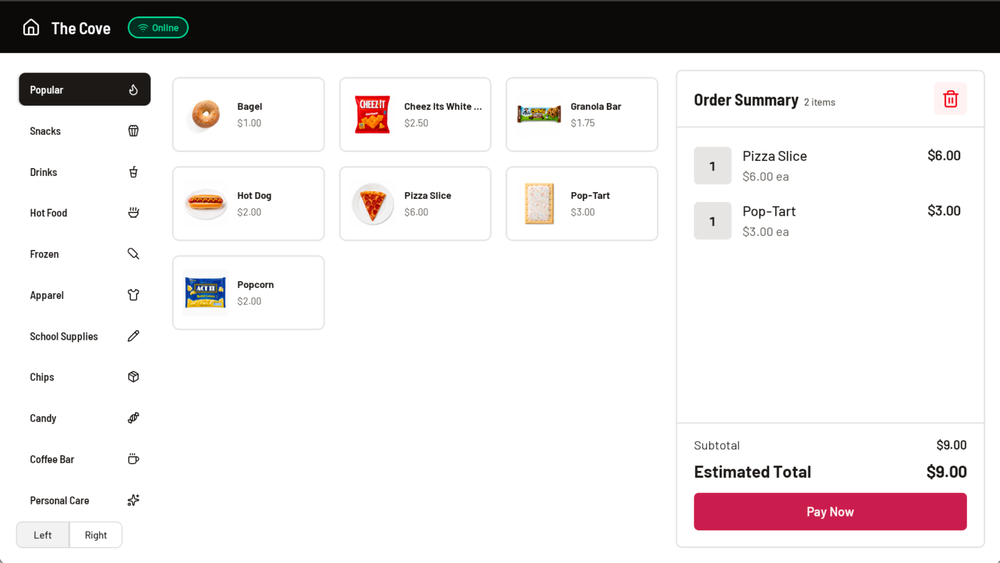 The Cove
Online
Popular
Snacks
Drinks
Hot Food
Frozen
Apparel
School Supplies
Chips
Candy
Coffee Bar
Personal Care
Left
Right
Bagel
$1.00
CHEEZ-IT
ORIGINAL
Cheez Its White ...
$2.50
Chewy
Granola Bar
$1.75
Hot Dog
$2.00
Pizza Slice
$6.00
Pop-Tart
$3.00
ACT II
Butter Lovers
Popcorn
$2.00
Order Summary 2 items
1 Pizza Slice $6.00
$6.00 ea
1 Pop-Tart $3.00
$3.00 ea
Subtotal $9.00
Estimated Total $9.00
Pay Now